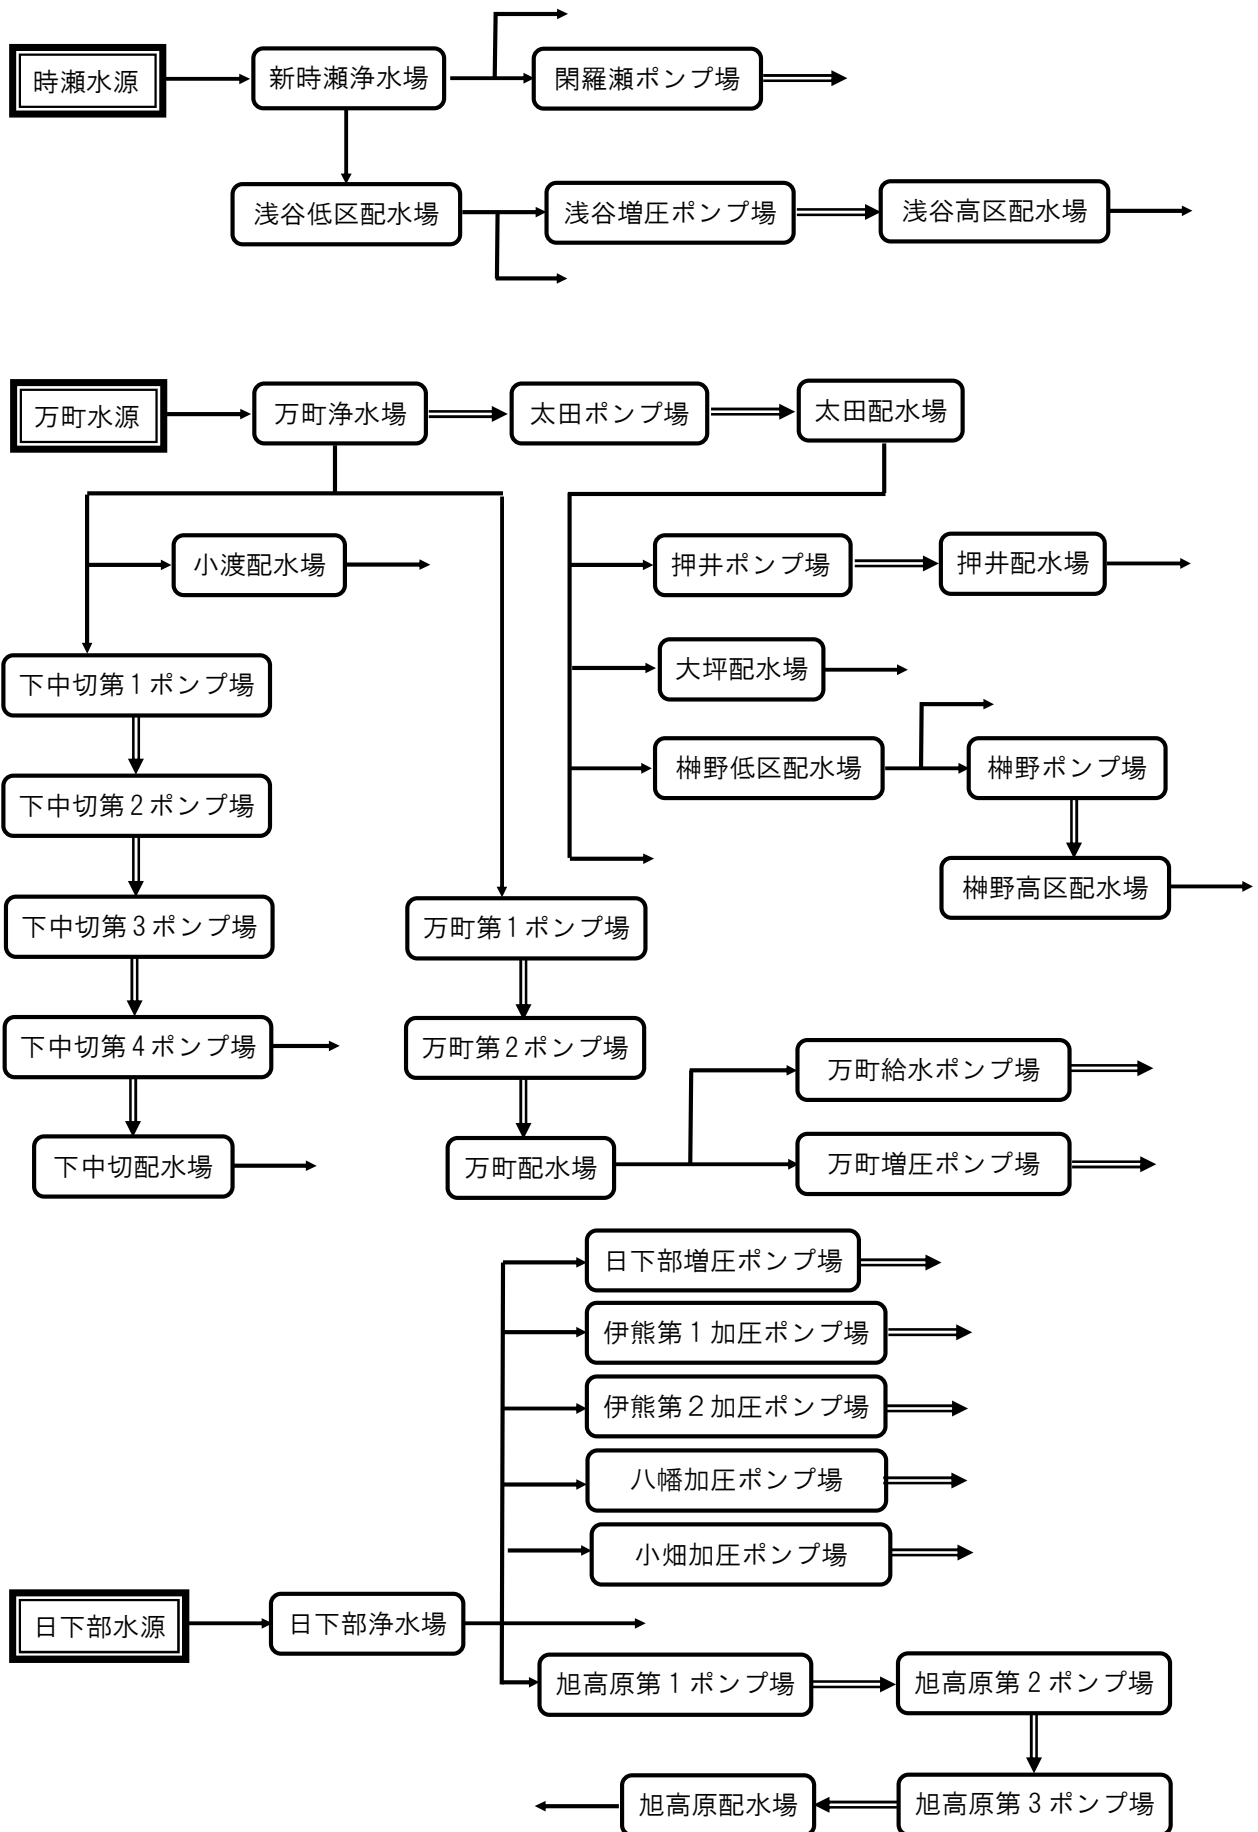 時瀬水源
新時瀬浄水場
閑羅瀬ポンプ場
浅谷低区配水場
浅谷増圧ポンプ場
浅谷高区配水場
万町水源
万町浄水場
太田ポンプ場
太田配水場
小渡配水場
押井ポンプ場
押井配水場
下中切第1ポンプ場
大坪配水場
下中切第2ポンプ場
榊野低区配水場
榊野ポンプ場
榊野高区配水場
下中切第3ポンプ場
万町第1ポンプ場
下中切第4ポンプ場
万町第2ポンプ場
万町給水ポンプ場
下中切配水場
万町配水場
万町増圧ポンプ場
日下部増圧ポンプ場
伊熊第1加圧ポンプ場
伊熊第2加圧ポンプ場
八幡加圧ポンプ場
小畑加圧ポンプ場
日下部水源
日下部浄水場
旭高原第1ポンプ場
旭高原第2ポンプ場
旭高原配水場
旭高原第3ポンプ場